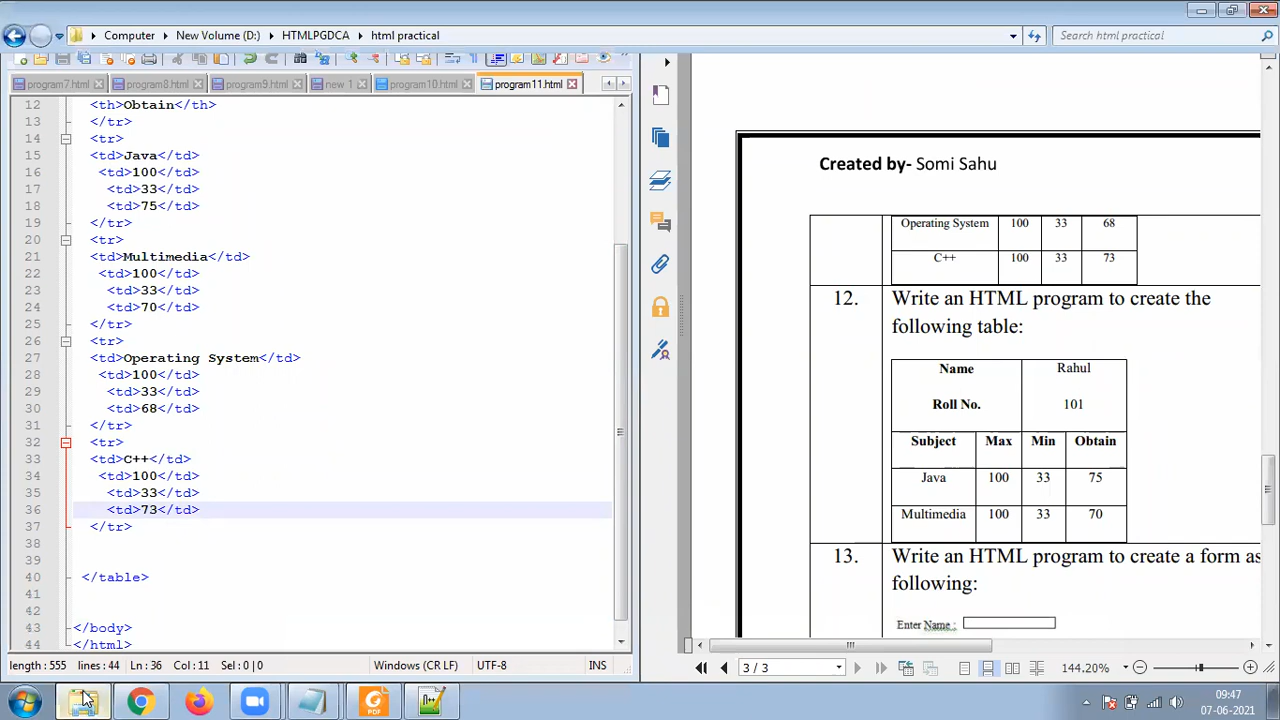 Computer ▸ New Volume (D:) ▸ HTMLPGDCA ▸ html practical
Search html practical
program7.html program8.html program9.html new 1 program10.html program11.html
12 <th>Obtain</th>
13 </tr>
14 <tr>
15 <td>Java</td>
16 <td>100</td>
17 <td>33</td>
18 <td>75</td>
19 </tr>
20 <tr>
21 <td>Multimedia</td>
22 <td>100</td>
23 <td>33</td>
24 <td>70</td>
25 </tr>
26 <tr>
27 <td>Operating System</td>
28 <td>100</td>
29 <td>33</td>
30 <td>68</td>
31 </tr>
32 <tr>
33 <td>C++</td>
34 <td>100</td>
35 <td>33</td>
36 <td>73</td>
37 </tr>
38
39
40 </table>
41
42
43 </body>
44 </html>
length : 555 lines : 44 Ln : 36 Col : 11 Sel : 0 | 0 Windows (CR LF) UTF-8 INS
Created by- Somi Sahu
Operating System 100 33 68
C++ 100 33 73
12. Write an HTML program to create the
following table:
Name Rahul
Roll No. 101
Subject Max Min Obtain
Java 100 33 75
Multimedia 100 33 70
13. Write an HTML program to create a form as
following:
Enter Name :
3 / 3 144.20%
PDF
09:47
07-06-2021